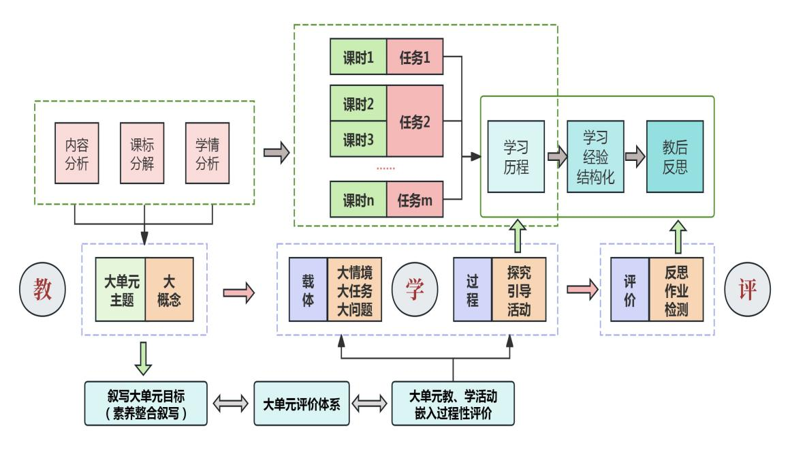 课时1 任务1
课时2
课时3
任务2
......
课时n 任务m
内容
分析
课标
分解
学情
分析
学习
历程
学习
经验
结构化
教后
反思
教
大单元
主题
大
概念
载
体
大情境
大任务
大问题
学
过
程
探究
引导
活动
评
价
反思
作业
检测
评
叙写大单元目标
（素养整合叙写）
大单元评价体系
大单元教、学活动
嵌入过程性评价